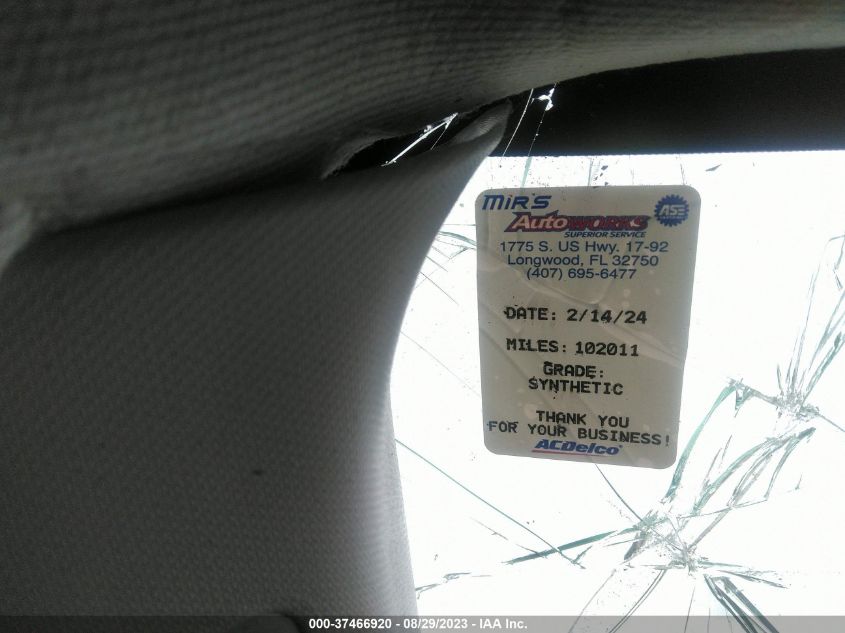 MiRS
AutoWORKS
SUPERIOR SERVICE
ASE
1775 S. US Hwy. 17-92
Longwood, FL 32750
(407) 695-6477
DATE: 2/14/24
MILES: 102011
GRADE:
SYNTHETIC
THANK YOU
FOR YOUR BUSINESS!
ACDelco
000-37466920 - 08/29/2023 - IAA Inc.